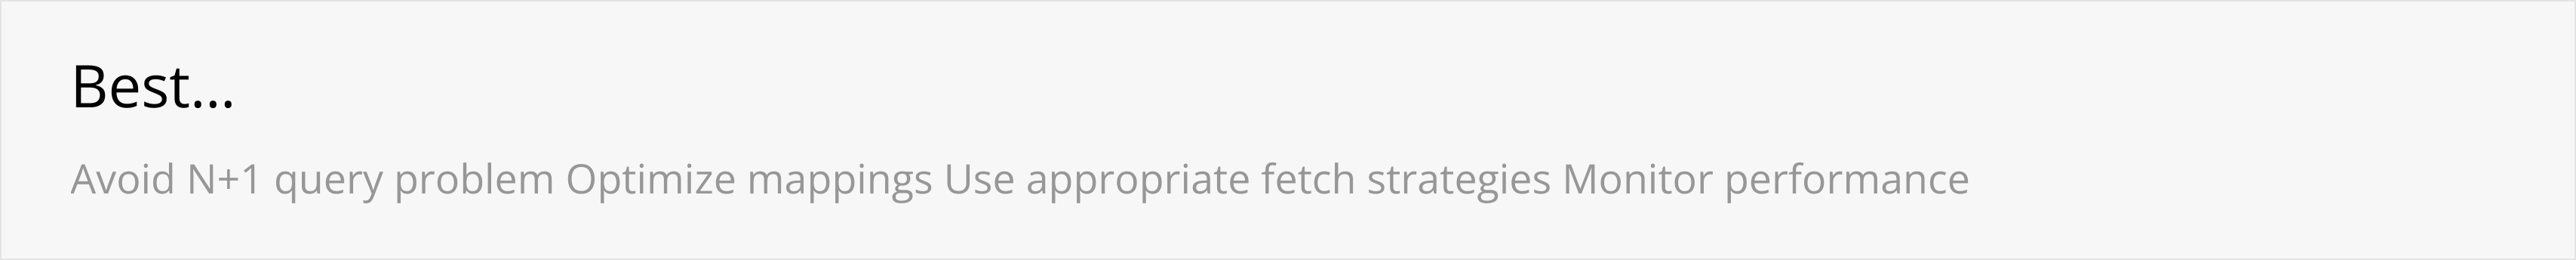 Best...
Avoid N+1 query problem Optimize mappings Use appropriate fetch strategies Monitor performance